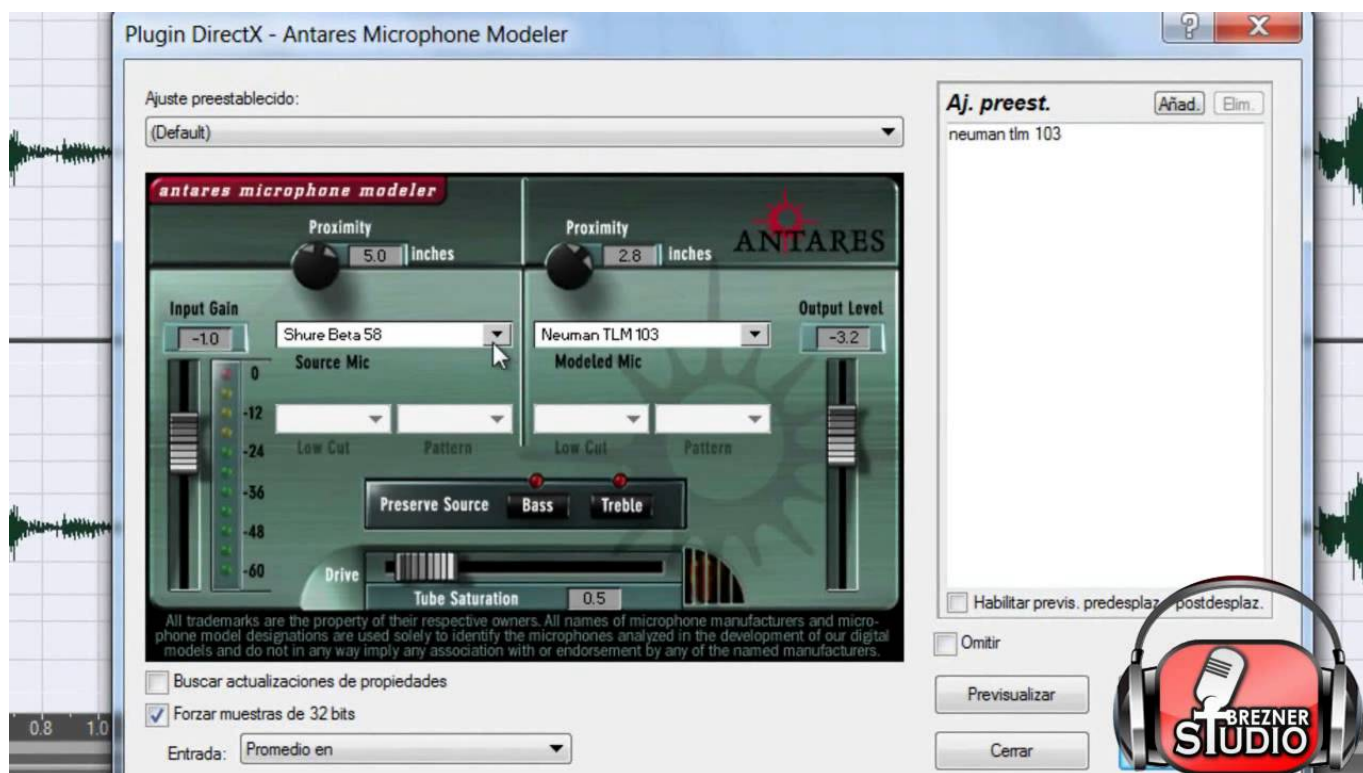 Plugin DirectX - Antares Microphone Modeler
Ajuste preestablecido:
(Default)
Aj. preest.
Añad.
Elim.
neuman tlm 103
antares microphone modeler
ANTARES
Proximity
5.0 inches
Proximity
2.8 inches
Input Gain
-1.0
Shure Beta 58
Source Mic
Neuman TLM 103
Modeled Mic
Output Level
-3.2
0
-12
-24
-36
-48
-60
Low Cut
Pattern
Low Cut
Pattern
Preserve Source
Bass
Treble
Drive
Tube Saturation
0.5
All trademarks are the property of their respective owners. All names of microphone manufacturers and micro-
phone model designations are used solely to identify the microphones analyzed in the development of our digital
models and do not in any way imply any association with or endorsement by any of the named manufacturers.
Habilitar previs. predesplaz. postdesplaz.
Omitir
Buscar actualizaciones de propiedades
Forzar muestras de 32 bits
Entrada: Promedio en
Previsualizar
Cerrar
0.8 1.0
BREZNER
STUDIO